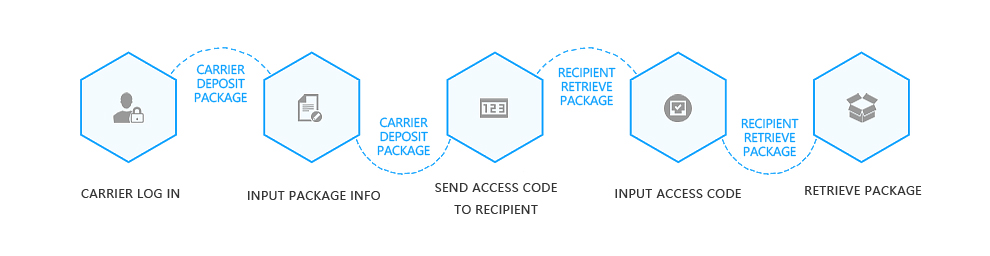 CARRIER
DEPOSIT
PACKAGE
CARRIER
DEPOSIT
PACKAGE
RECIPIENT
RETRIEVE
PACKAGE
RECIPIENT
RETRIEVE
PACKAGE
123
CARRIER LOG IN
INPUT PACKAGE INFO
SEND ACCESS CODE
TO RECIPIENT
INPUT ACCESS CODE
RETRIEVE PACKAGE